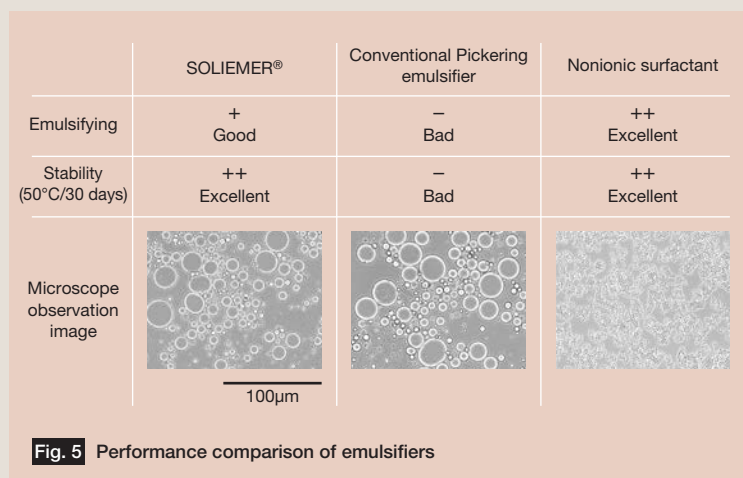 SOLIEMER®
Conventional Pickering
emulsifier
Nonionic surfactant
Emulsifying
+
Good
−
Bad
++
Excellent
Stability
(50°C/30 days)
++
Excellent
−
Bad
++
Excellent
Microscope
observation
image
100μm
Fig. 5 Performance comparison of emulsifiers